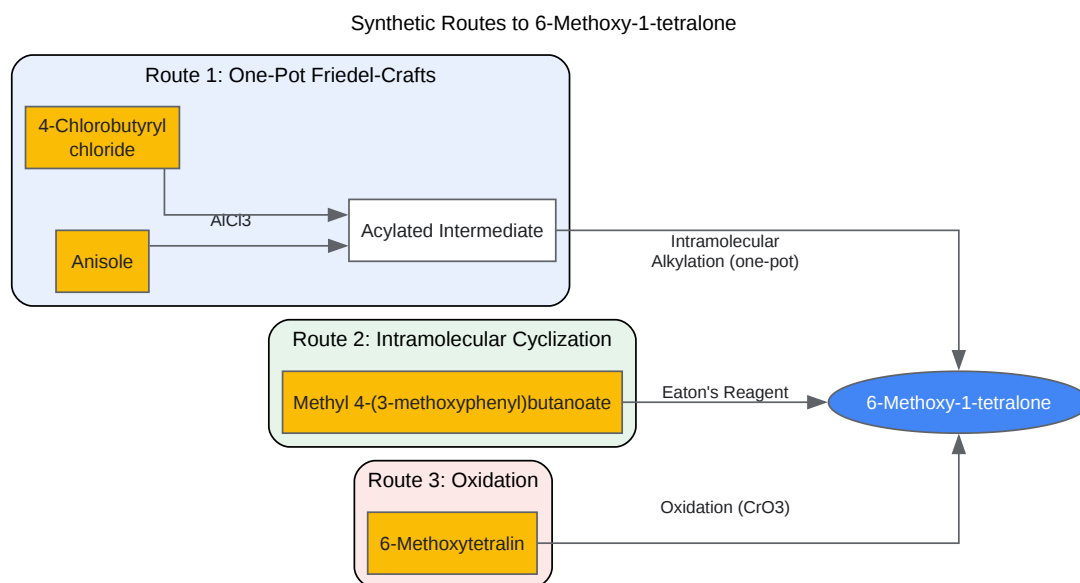 Synthetic Routes to 6-Methoxy-1-tetralone
Route 1: One-Pot Friedel-Crafts
4-Chlorobutyryl
chloride
AlCl3
Anisole
Acylated Intermediate
Intramolecular
Alkylation (one-pot)
Route 2: Intramolecular Cyclization
Methyl 4-(3-methoxyphenyl)butanoate
Eaton's Reagent
6-Methoxy-1-tetralone
Route 3: Oxidation
6-Methoxytetralin
Oxidation (CrO3)